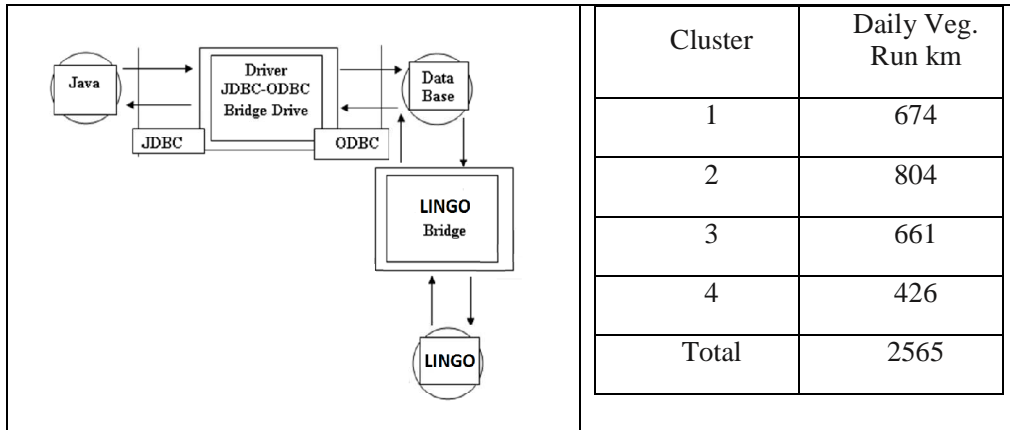 Java
Driver
JDBC-ODBC
Bridge Drive
Data
Base
JDBC
ODBC
LINGO
Bridge
LINGO
Cluster
Daily Veg.
Run km
1
674
2
804
3
661
4
426
Total
2565